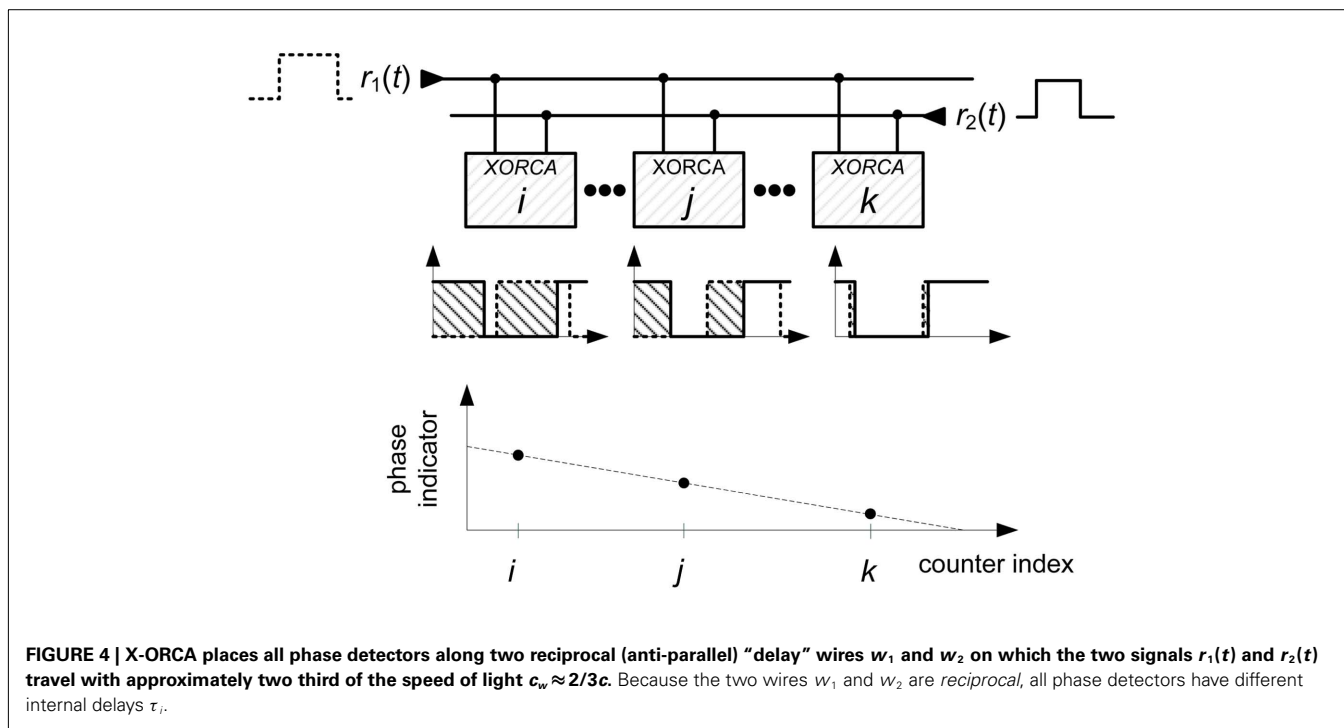 r1(t)
r2(t)
XORCA
i
XORCA
j
XORCA
k
phase
indicator
i
j
k
counter index
FIGURE 4 | X-ORCA places all phase detectors along two reciprocal (anti-parallel) “delay” wires w1 and w2 on which the two signals r1(t) and r2(t)
travel with approximately two third of the speed of light cw ≈ 2/3c. Because the two wires w1 and w2 are reciprocal, all phase detectors have different
internal delays τi.